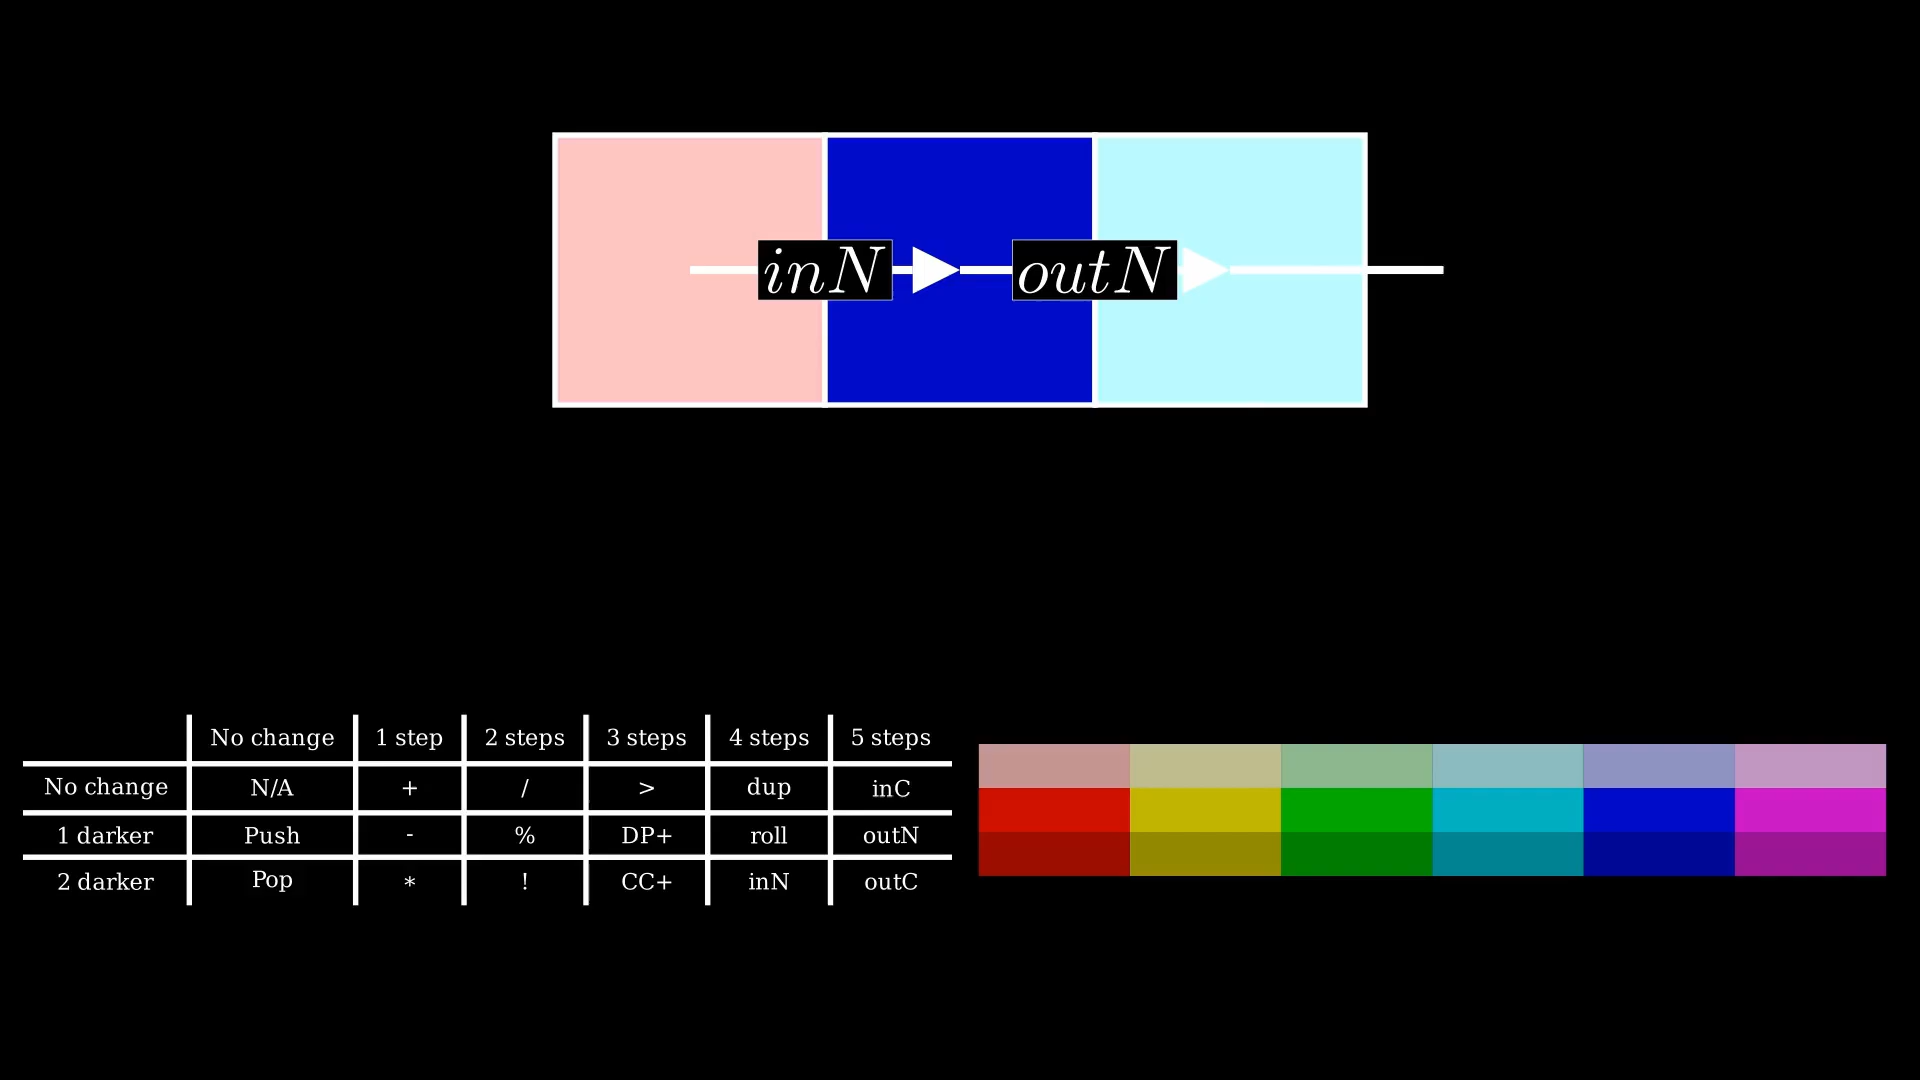 inN outN
No change 1 step 2 steps 3 steps 4 steps 5 steps
No change N/A + / > dup inC
1 darker Push - % DP+ roll outN
2 darker Pop * ! CC+ inN outC